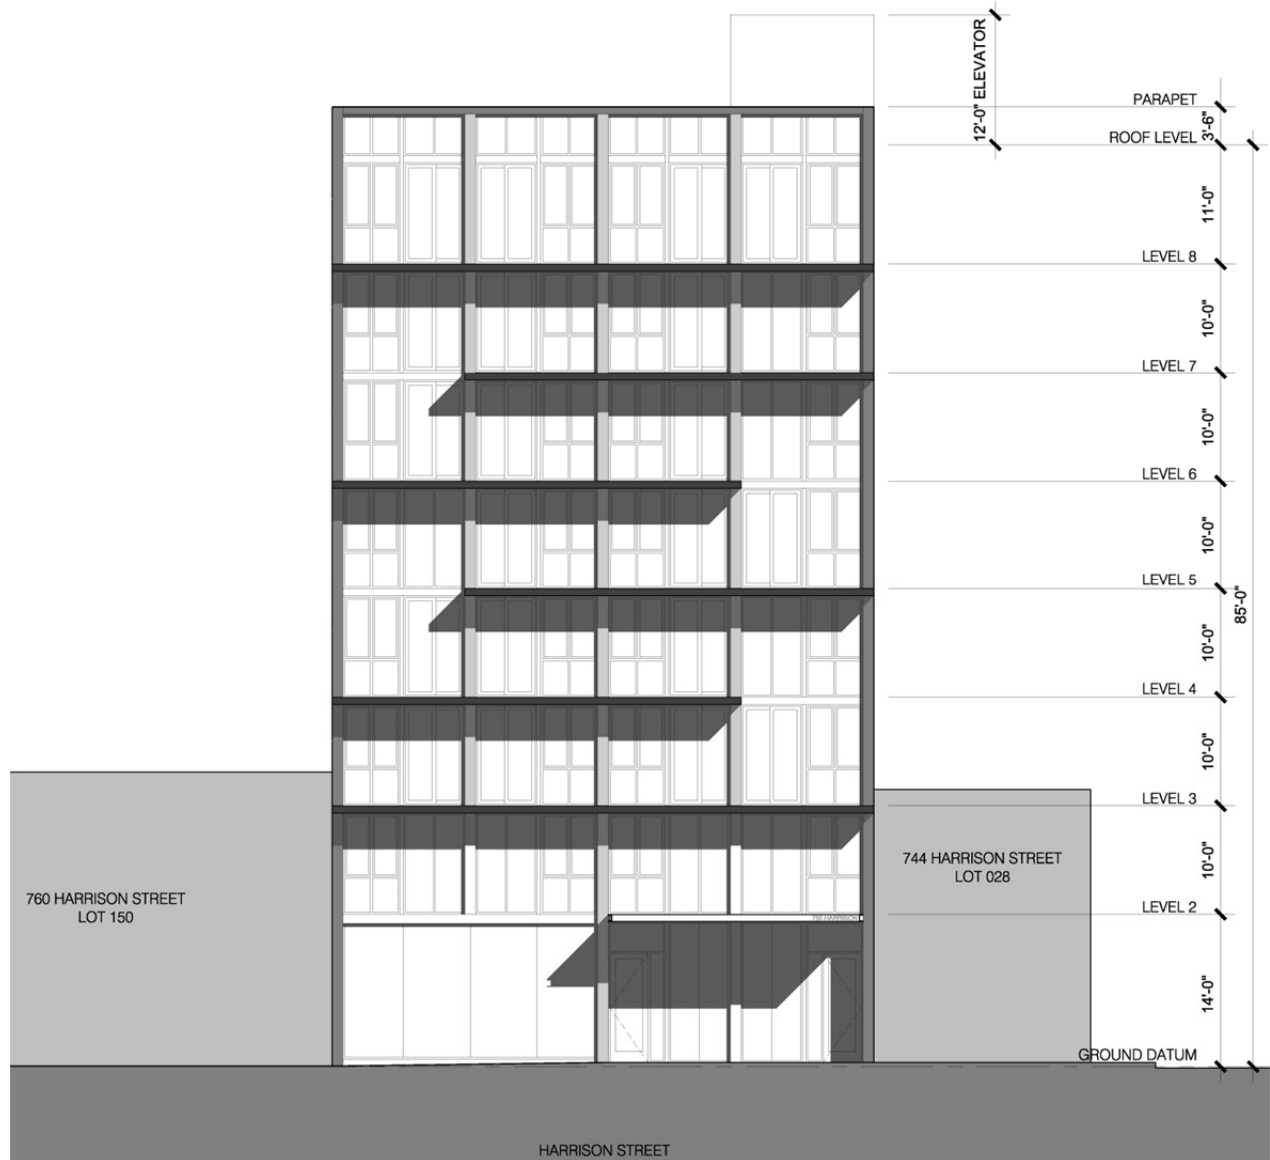 12'-0" ELEVATOR
PARAPET
3'-6"
ROOF LEVEL
11'-0"
LEVEL 8
10'-0"
LEVEL 7
10'-0"
LEVEL 6
10'-0"
LEVEL 5
85'-0"
10'-0"
LEVEL 4
10'-0"
LEVEL 3
744 HARRISON STREET
LOT 028
10'-0"
760 HARRISON STREET
LOT 150
LEVEL 2
750 HARRISON
14'-0"
GROUND DATUM
HARRISON STREET